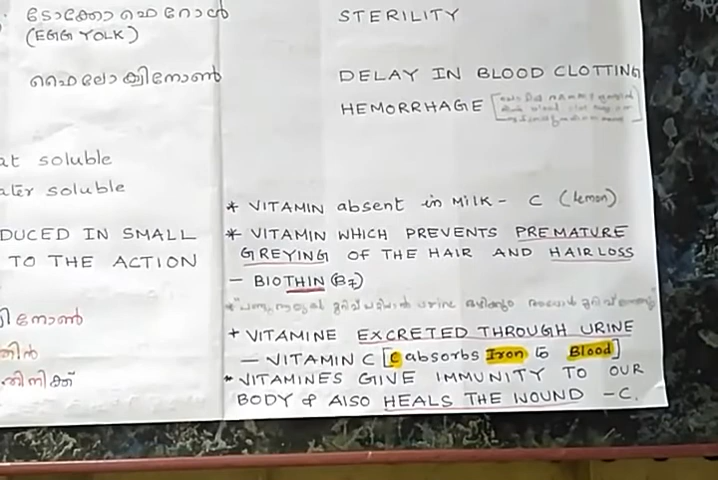 ടോക്കോഫെറോൾ STERILITY
(EGG YOLK)
ഫൈലോക്വിനോൺ DELAY IN BLOOD CLOTTING
HEMORRHAGE
at soluble
ater soluble
* VITAMIN absent in MILK - C (lemon)
DUCED IN SMALL * VITAMIN WHICH PREVENTS PREMATURE
TO THE ACTION GREYING OF THE HAIR AND HAIR LOSS
- BIOTHIN (B7)
ിനോൺ + VITAMINE EXCRETED THROUGH URINE
- VITAMIN C [C absorbs Iron to Blood]
* VITAMINES GIVE IMMUNITY TO OUR
BODY & AlSO HEALS THE WOUND - C.